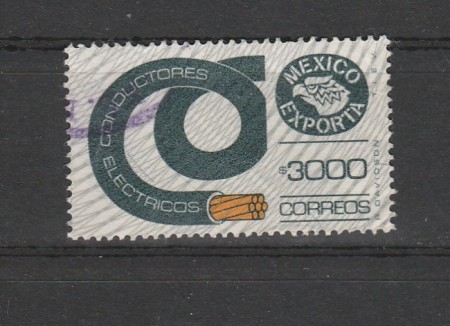 CONDUCTORES
ELECTRICOS
MEXICO
EXPORTA
$3000
CORREOS